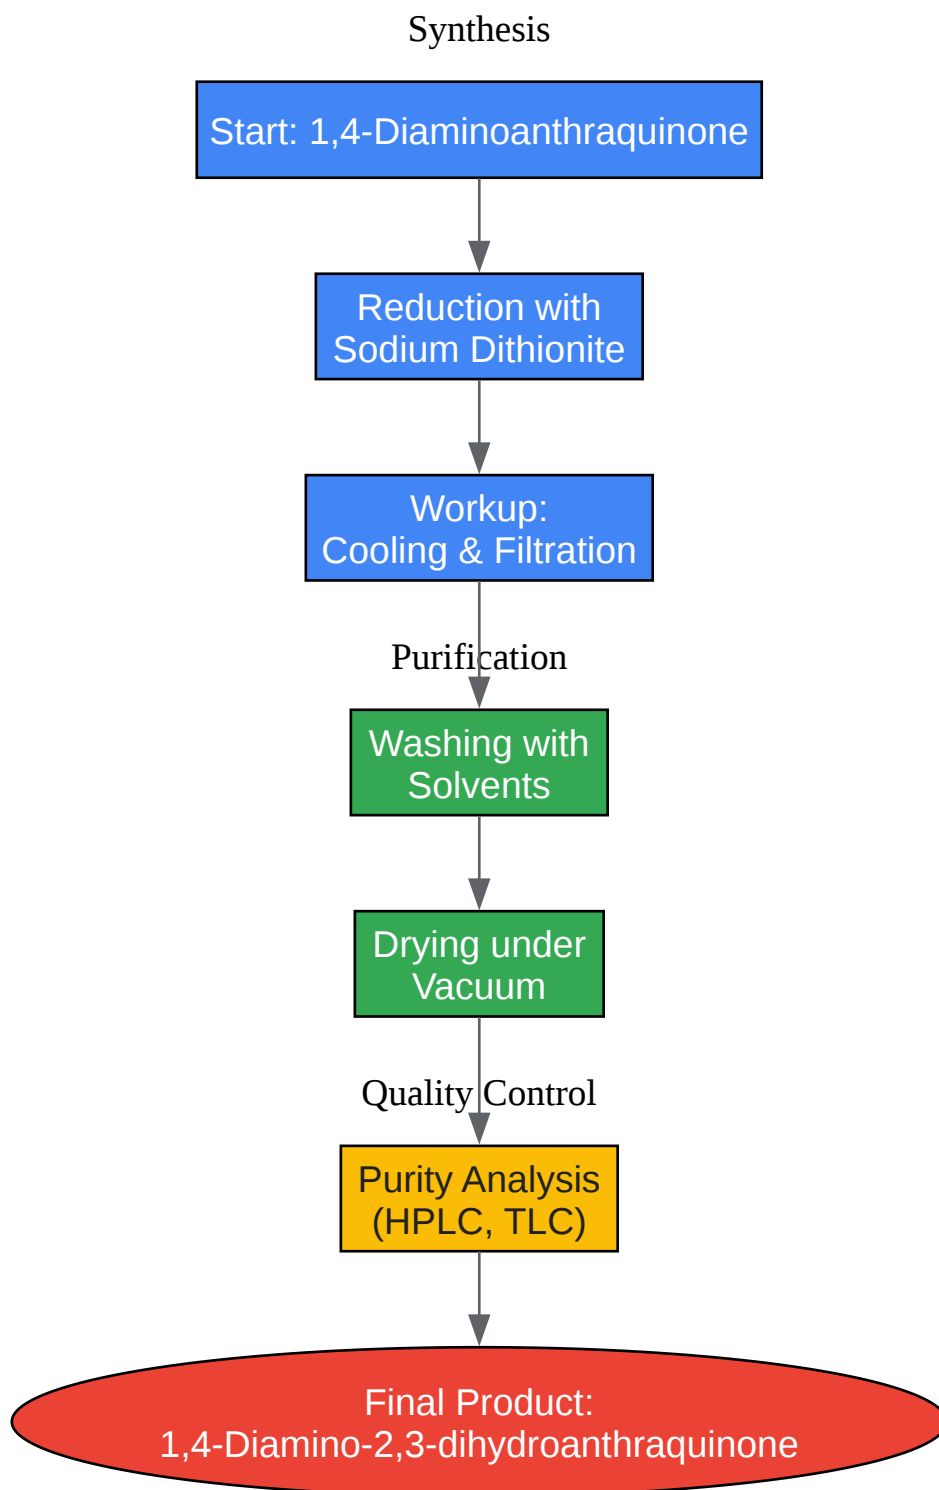 Synthesis
Start: 1,4-Diaminoanthraquinone
Reduction with
Sodium Dithionite
Workup:
Cooling & Filtration
Purification
Washing with
Solvents
Drying under
Vacuum
Quality Control
Purity Analysis
(HPLC, TLC)
Final Product:
1,4-Diamino-2,3-dihydroanthraquinone